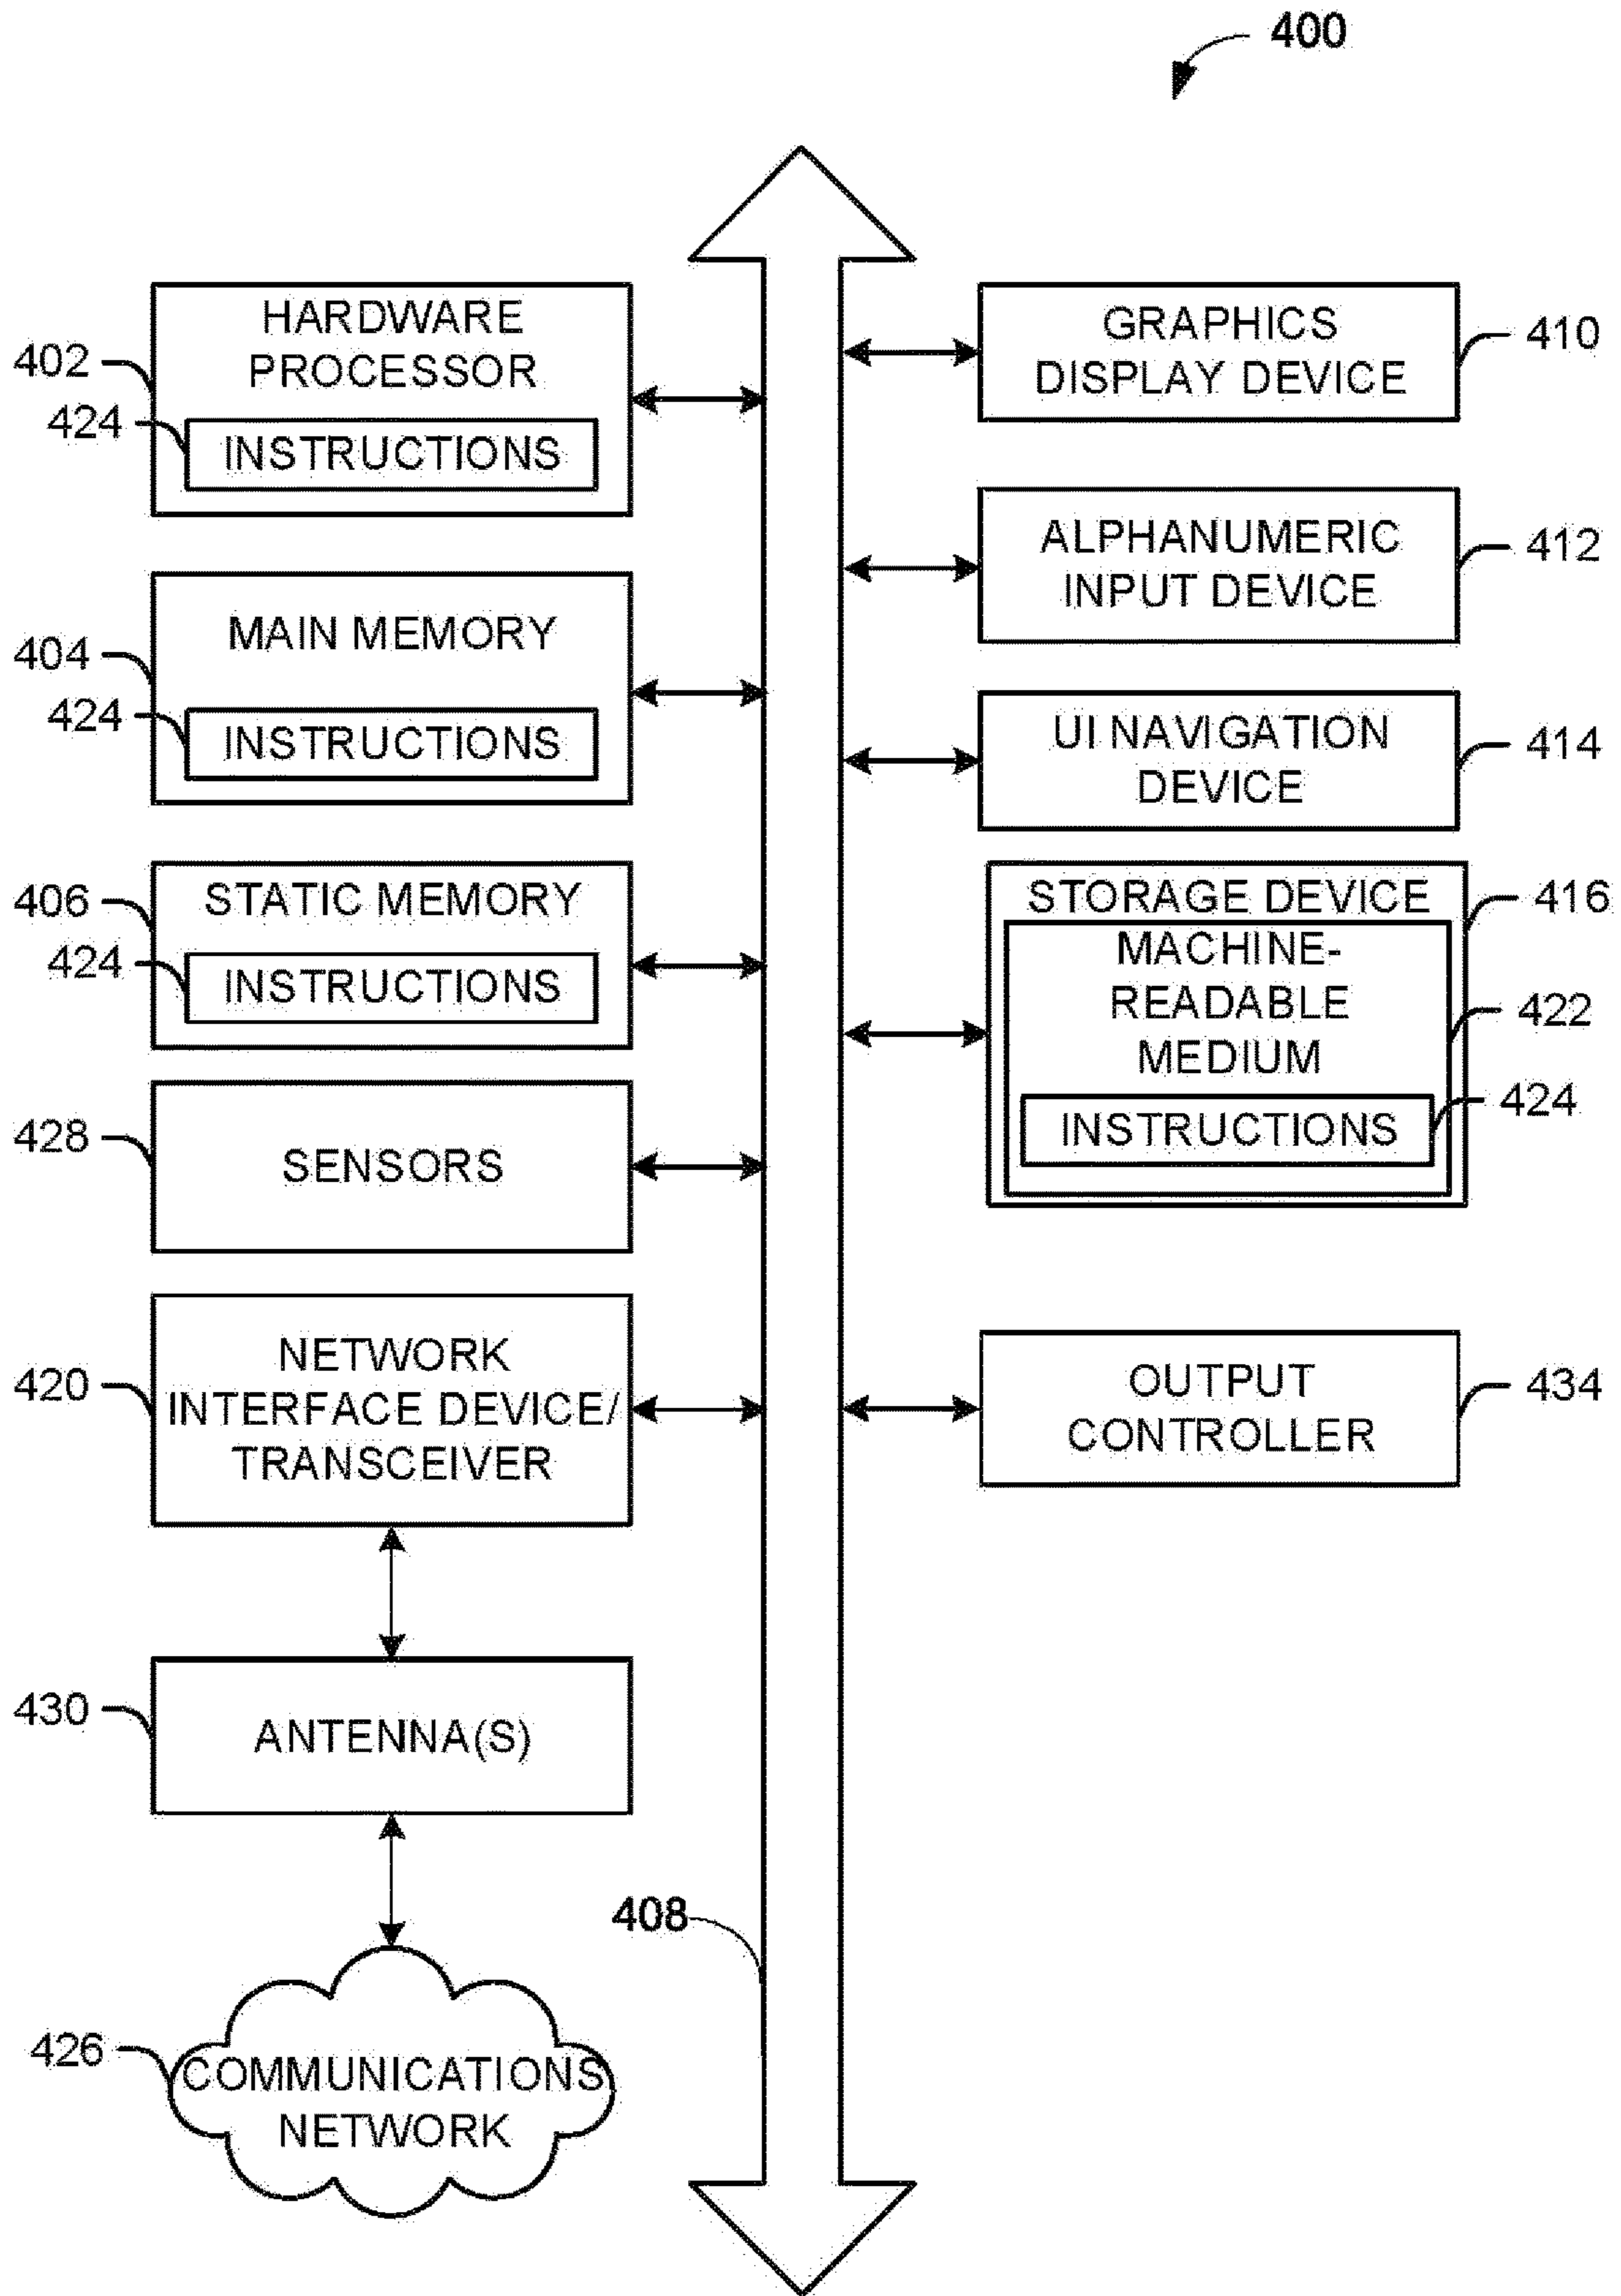 400
HARDWARE
PROCESSOR
402
424
INSTRUCTIONS
MAIN MEMORY
404
424
INSTRUCTIONS
STATIC MEMORY
406
424
INSTRUCTIONS
SENSORS
428
NETWORK
INTERFACE DEVICE/
TRANSCEIVER
420
ANTENNA(S)
430
COMMUNICATIONS
NETWORK
426
408
GRAPHICS
DISPLAY DEVICE
410
ALPHANUMERIC
INPUT DEVICE
412
UI NAVIGATION
DEVICE
414
STORAGE DEVICE
416
MACHINE-
READABLE
MEDIUM
422
INSTRUCTIONS
424
OUTPUT
CONTROLLER
434